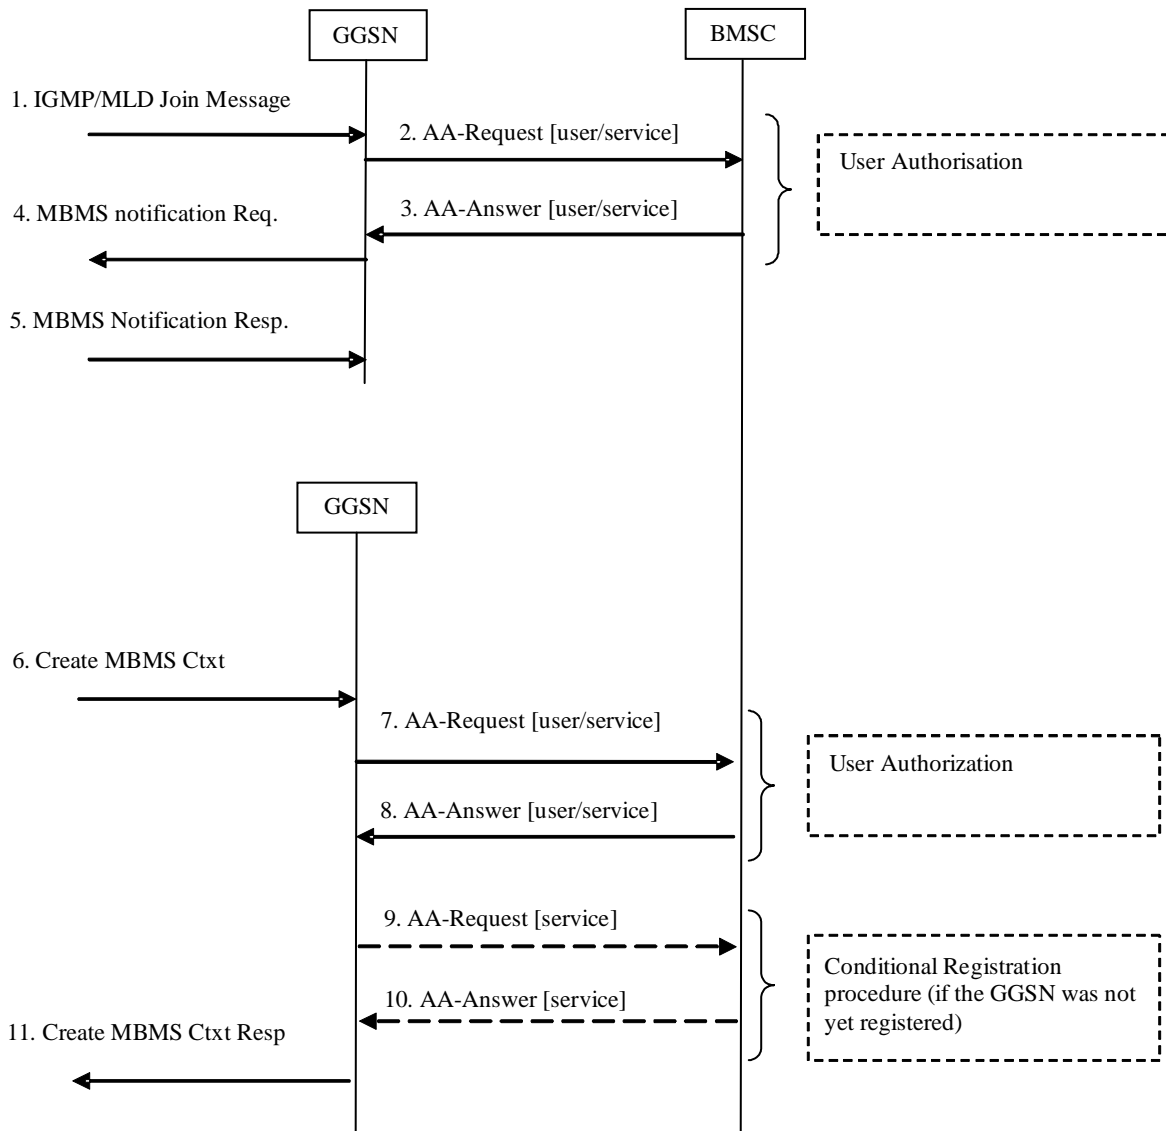 GGSN
BMSC
1. IGMP/MLD Join Message
2. AA-Request [user/service]
User Authorisation
3. AA-Answer [user/service]
4. MBMS notification Req.
5. MBMS Notification Resp.
GGSN
6. Create MBMS Ctxt
7. AA-Request [user/service]
User Authorization
8. AA-Answer [user/service]
9. AA-Request [service]
Conditional Registration
procedure (if the GGSN was not
yet registered)
10. AA-Answer [service]
11. Create MBMS Ctxt Resp